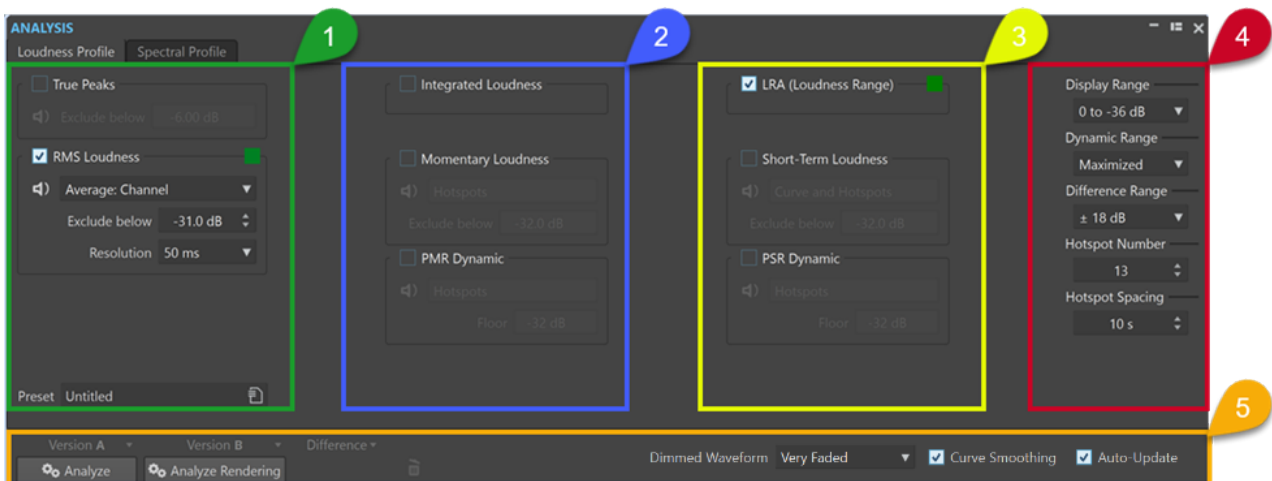 ANALYSIS
Loudness Profile
Spectral Profile
1
2
3
4
True Peaks
Exclude below -6.00 dB
RMS Loudness
Average: Channel
Exclude below -31.0 dB
Resolution 50 ms
Preset Untitled
Integrated Loudness
Momentary Loudness
Hotspots
Exclude below -32.0 dB
PMR Dynamic
Hotspots
Floor -32 dB
LRA (Loudness Range)
Short-Term Loudness
Curve and Hotspots
Exclude below -32.0 dB
PSR Dynamic
Hotspots
Floor -32 dB
Display Range
0 to -36 dB
Dynamic Range
Maximized
Difference Range
± 18 dB
Hotspot Number
13
Hotspot Spacing
10 s
5
Version A
Version B
Difference
Analyze
Analyze Rendering
Dimmed Waveform Very Faded
Curve Smoothing
Auto-Update